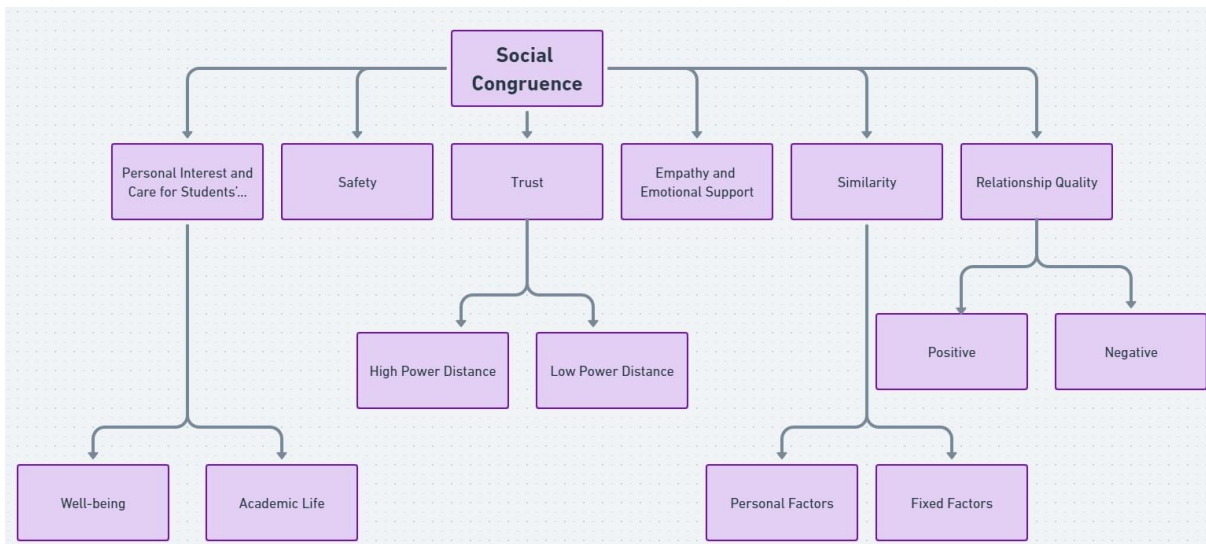 Social
Congruence
Personal Interest and
Care for Students'...
Safety
Trust
Empathy and
Emotional Support
Similarity
Relationship Quality
High Power Distance
Low Power Distance
Positive
Negative
Well-being
Academic Life
Personal Factors
Fixed Factors